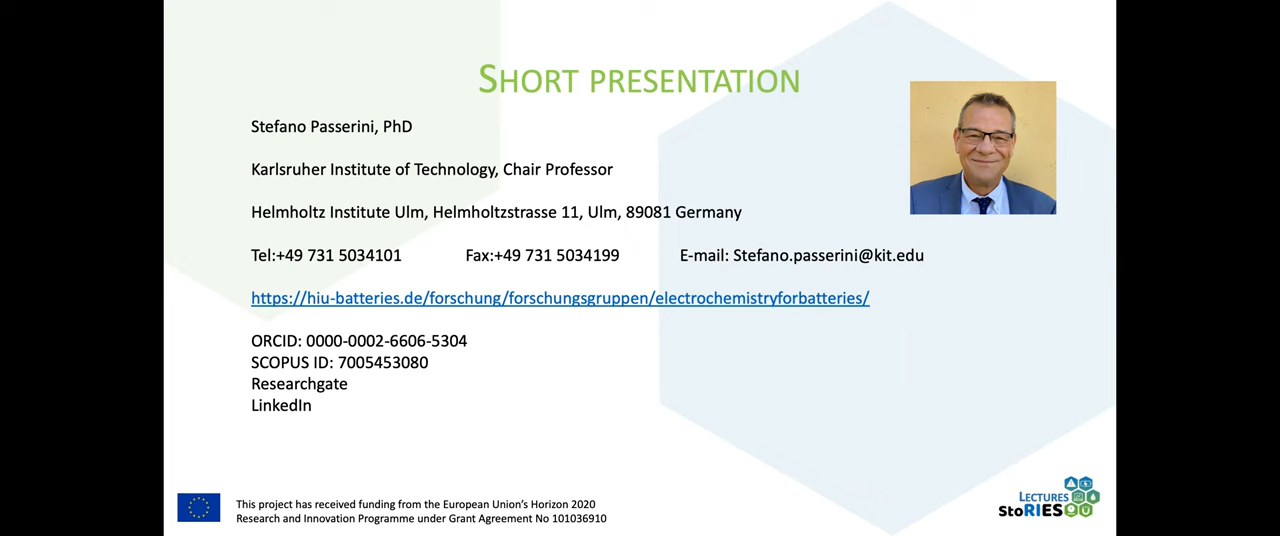 SHORT PRESENTATION
Stefano Passerini, PhD
Karlsruher Institute of Technology, Chair Professor
Helmholtz Institute Ulm, Helmholtzstrasse 11, Ulm, 89081 Germany
Tel:+49 731 5034101 Fax:+49 731 5034199 E-mail: Stefano.passerini@kit.edu
https://hiu-batteries.de/forschung/forschungsgruppen/electrochemistryforbatteries/
ORCID: 0000-0002-6606-5304
SCOPUS ID: 7005453080
Researchgate
LinkedIn
This project has received funding from the European Union's Horizon 2020
Research and Innovation Programme under Grant Agreement No 101036910
LECTURES
StoRIES